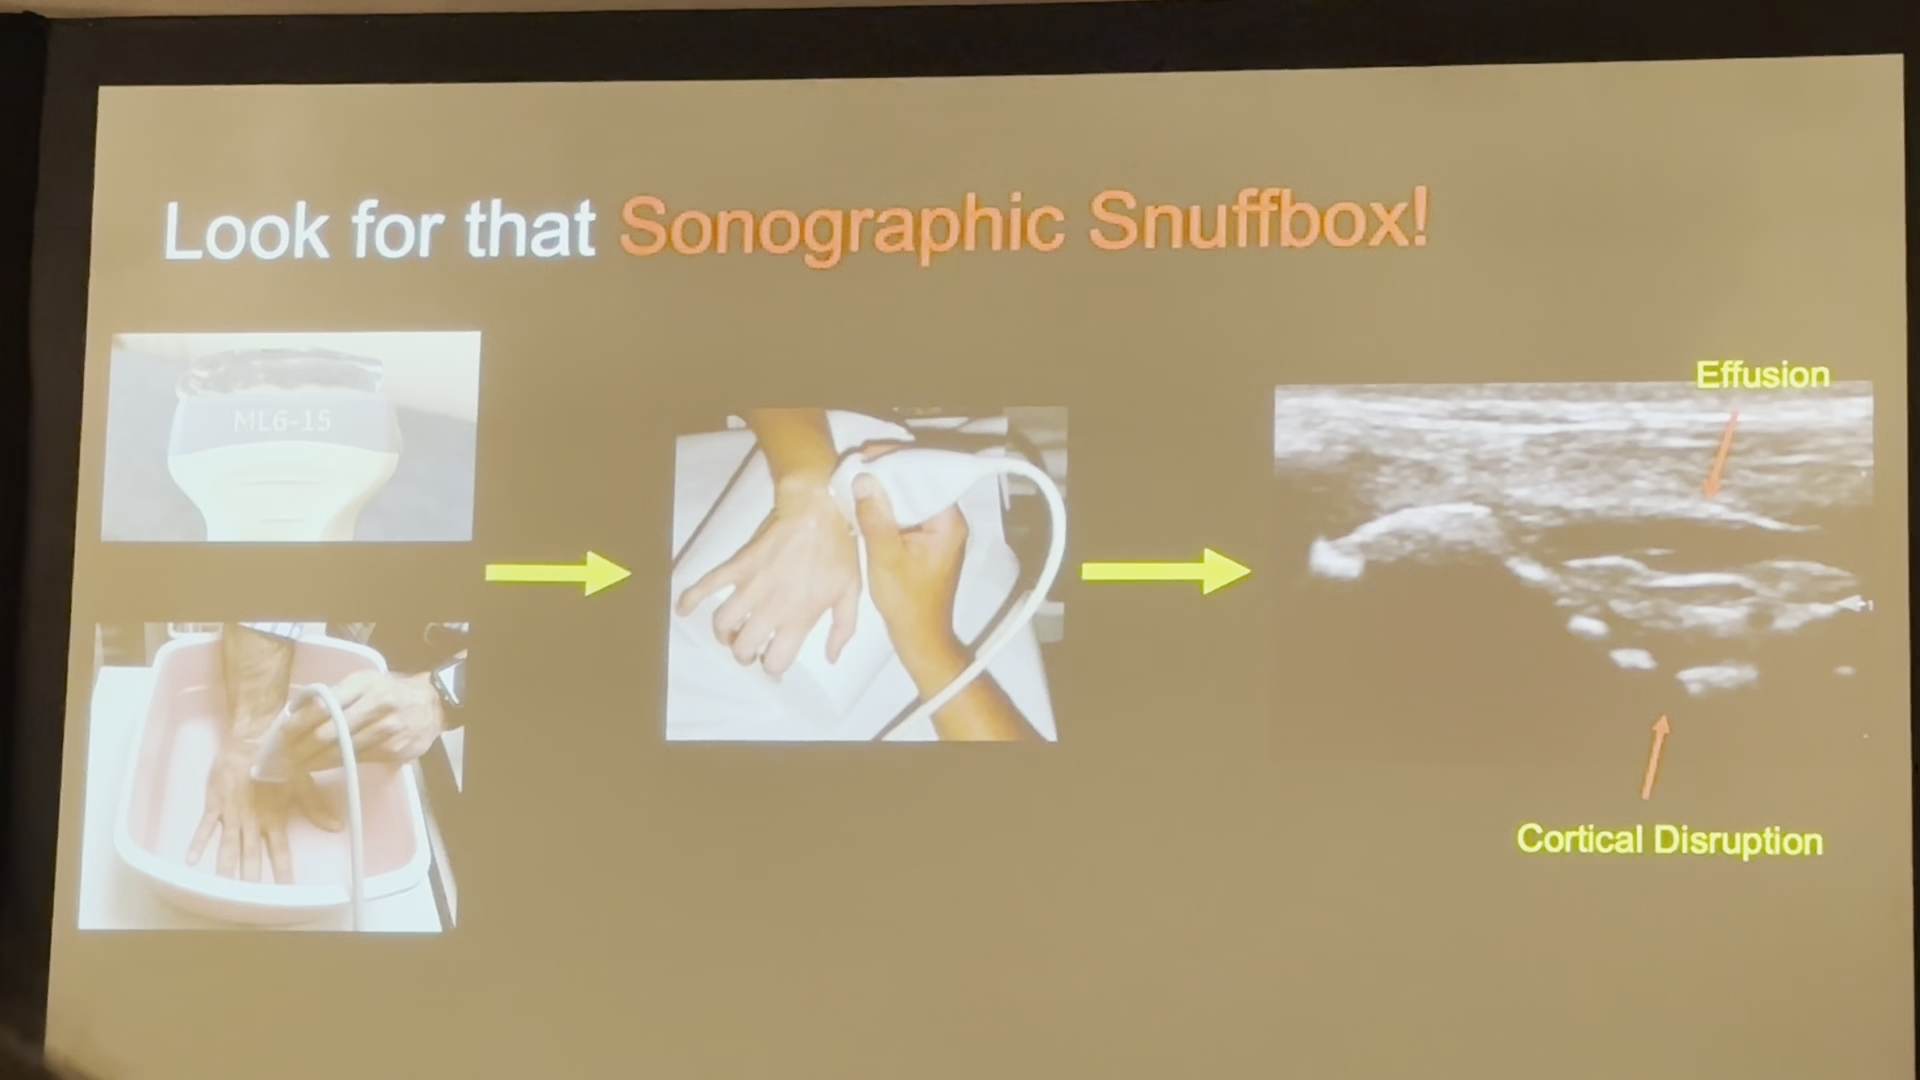 Look for that Sonographic Snuffbox!
ML6-15
Effusion
Cortical Disruption